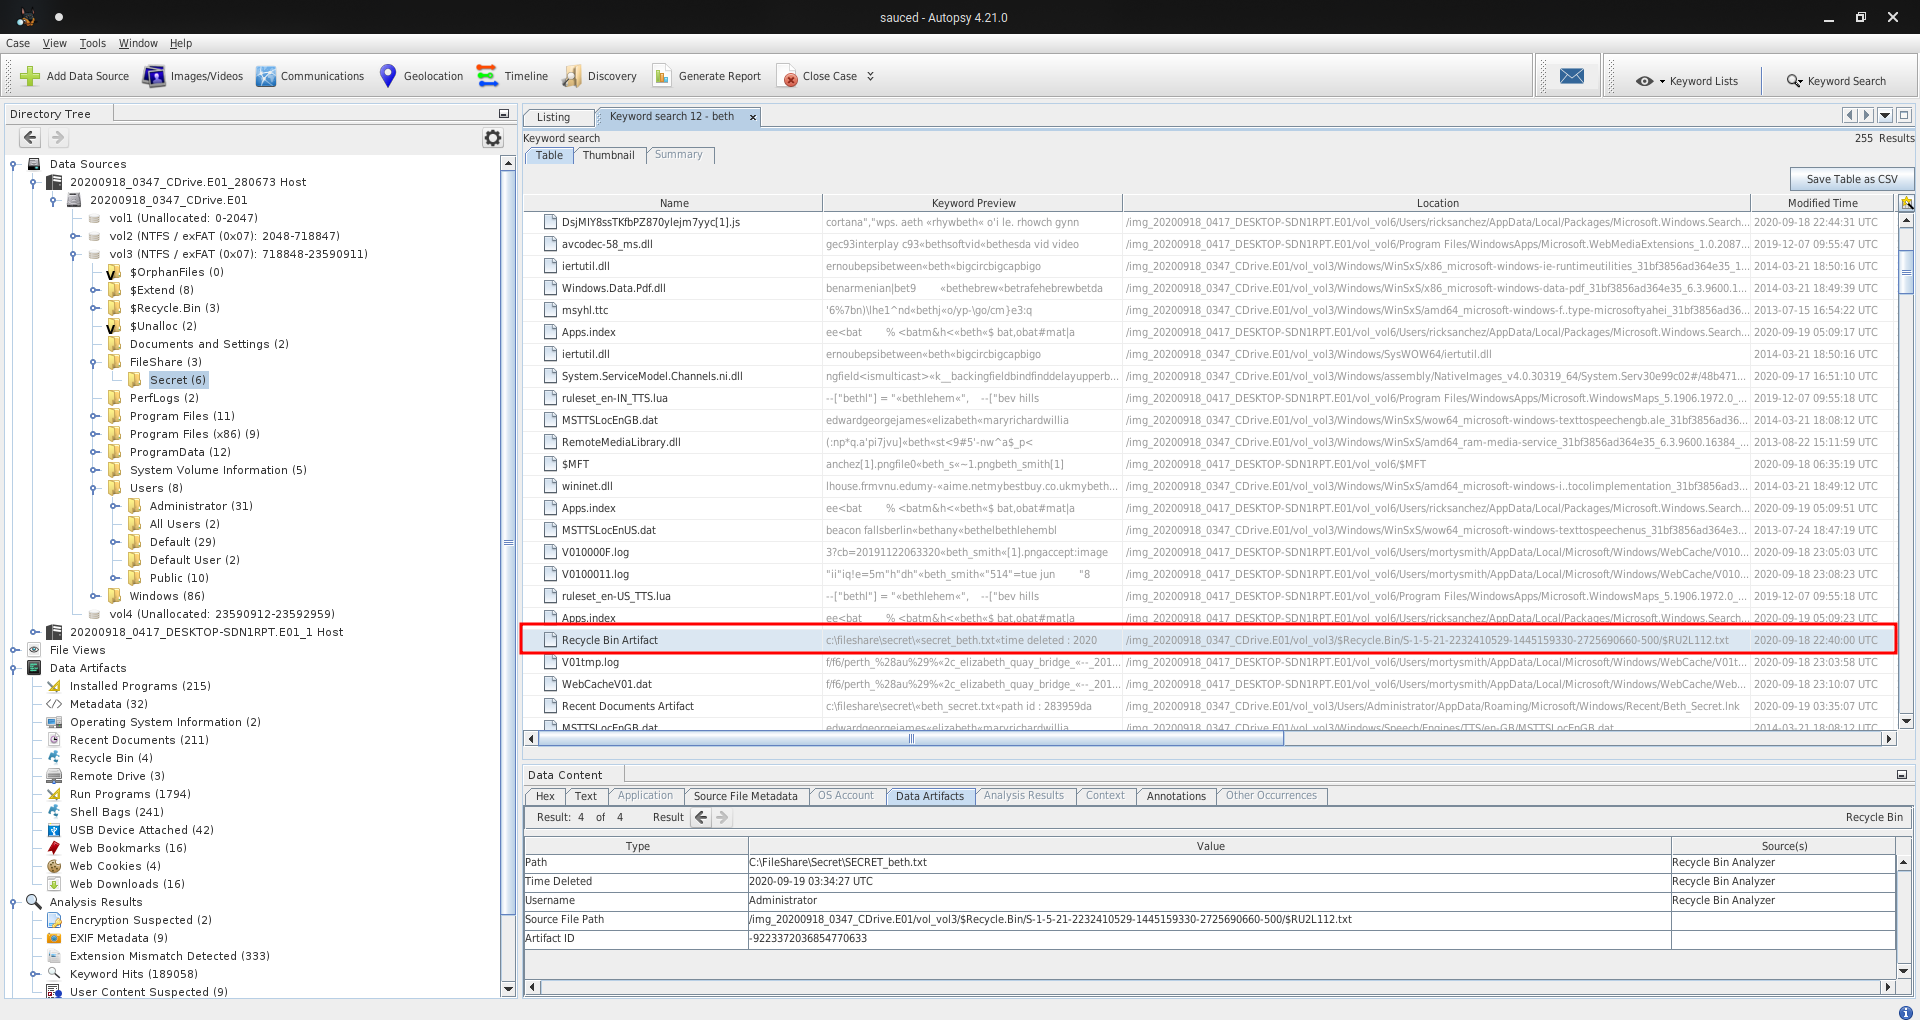 sauced - Autopsy 4.21.0
Case View Tools Window Help
Add Data Source Images/Videos Communications Geolocation Timeline Discovery Generate Report Close Case Keyword Lists Keyword Search
Directory Tree
Data Sources
20200918_0347_CDrive.E01_280673 Host
20200918_0347_CDrive.E01
vol1 (Unallocated: 0-2047)
vol2 (NTFS / exFAT (0x07): 2048-718847)
vol3 (NTFS / exFAT (0x07): 718848-23590911)
$OrphanFiles (0)
$Extend (8)
$Recycle.Bin (3)
$Unalloc (2)
Documents and Settings (2)
FileShare (3)
Secret (6)
PerfLogs (2)
Program Files (11)
Program Files (x86) (9)
ProgramData (12)
System Volume Information (5)
Users (8)
Administrator (31)
All Users (2)
Default (29)
Default User (2)
Public (10)
Windows (86)
vol4 (Unallocated: 23590912-23592959)
20200918_0417_DESKTOP-SDN1RPT.E01_1 Host
File Views
Data Artifacts
Installed Programs (215)
Metadata (32)
Operating System Information (2)
Recent Documents (211)
Recycle Bin (4)
Remote Drive (3)
Run Programs (1794)
Shell Bags (241)
USB Device Attached (42)
Web Bookmarks (16)
Web Cookies (4)
Web Downloads (16)
Analysis Results
Encryption Suspected (2)
EXIF Metadata (9)
Extension Mismatch Detected (333)
Keyword Hits (189058)
User Content Suspected (9)
Listing Keyword search 12 - beth
Keyword search 255 Results
Table Thumbnail Summary
Save Table as CSV
Name Keyword Preview Location Modified Time
DsjMIY8ssTKfbPZ870ylejm7yyc[1].js cortana","wps. aeth «rhywbeth« o'i le. rhowch gynn /img_20200918_0417_DESKTOP-SDN1RPT.E01/vol_vol6/Users/ricksanchez/AppData/Local/Packages/Microsoft.Windows.Search... 2020-09-18 22:44:31 UTC
avcodec-58_ms.dll gec93interplay c93«bethsoftvid«bethesda vid video /img_20200918_0417_DESKTOP-SDN1RPT.E01/vol_vol6/Program Files/WindowsApps/Microsoft.WebMediaExtensions_1.0.2087... 2019-12-07 09:55:47 UTC
iertutil.dll ernoubepsibetween«beth«bigcircbigcapbigo /img_20200918_0347_CDrive.E01/vol_vol3/Windows/WinSxS/x86_microsoft-windows-ie-runtimeutilities_31bf3856ad364e35_1... 2014-03-21 18:50:16 UTC
Windows.Data.Pdf.dll benarmenian|bet9 «bethebrew«betrafehebrewbetda /img_20200918_0347_CDrive.E01/vol_vol3/Windows/WinSxS/x86_microsoft-windows-data-pdf_31bf3856ad364e35_6.3.9600.1... 2014-03-21 18:49:39 UTC
msyhl.ttc '6%7bn)\lhe1^nd«bethj«o/yp-\go/cm}e3:q /img_20200918_0347_CDrive.E01/vol_vol3/Windows/WinSxS/amd64_microsoft-windows-f..type-microsoftyahei_31bf3856ad36... 2013-07-15 16:54:22 UTC
Apps.index ee<bat % <batm&h<«beth«$ bat,obat#mat|a /img_20200918_0417_DESKTOP-SDN1RPT.E01/vol_vol6/Users/ricksanchez/AppData/Local/Packages/Microsoft.Windows.Search... 2020-09-19 05:09:17 UTC
iertutil.dll ernoubepsibetween«beth«bigcircbigcapbigo /img_20200918_0347_CDrive.E01/vol_vol3/Windows/SysWOW64/iertutil.dll 2014-03-21 18:50:16 UTC
System.ServiceModel.Channels.ni.dll ngfield<ismulticast>«k__backingfieldbindfinddelayupperb... /img_20200918_0347_CDrive.E01/vol_vol3/Windows/assembly/NativeImages_v4.0.30319_64/System.Serv30e99c02#/48b471... 2020-09-17 16:51:10 UTC
ruleset_en-IN_TTS.lua --["bethl"] = "«bethlehem«", --["bev hills /img_20200918_0417_DESKTOP-SDN1RPT.E01/vol_vol6/Program Files/WindowsApps/Microsoft.WindowsMaps_5.1906.1972.0_... 2019-12-07 09:55:18 UTC
MSTTSLocEnGB.dat edwardgeorgejames«elizabeth«maryrichardwillia /img_20200918_0347_CDrive.E01/vol_vol3/Windows/WinSxS/wow64_microsoft-windows-texttospeechengb.ale_31bf3856ad36... 2014-03-21 18:08:12 UTC
RemoteMediaLibrary.dll (:np*q.a'pi7jvu]«beth«st<9#5'-nw^a$_p< /img_20200918_0347_CDrive.E01/vol_vol3/Windows/WinSxS/amd64_ram-media-service_31bf3856ad364e35_6.3.9600.16384_... 2013-08-22 15:11:59 UTC
$MFT anchez[1].pngfile0«beth_s«~1.pngbeth_smith[1] /img_20200918_0417_DESKTOP-SDN1RPT.E01/vol_vol6/$MFT 2020-09-18 06:35:19 UTC
wininet.dll lhouse.frmvnu.edumy-«aime.netmybestbuy.co.ukmybeth... /img_20200918_0347_CDrive.E01/vol_vol3/Windows/WinSxS/amd64_microsoft-windows-i..tocolimplementation_31bf3856ad3... 2014-03-21 18:49:12 UTC
Apps.index ee<bat % <batm&h<«beth«$ bat,obat#mat|a /img_20200918_0417_DESKTOP-SDN1RPT.E01/vol_vol6/Users/ricksanchez/AppData/Local/Packages/Microsoft.Windows.Search... 2020-09-19 05:09:51 UTC
MSTTSLocEnUS.dat beacon fallsberlin«bethany«bethelbethlehembl /img_20200918_0347_CDrive.E01/vol_vol3/Windows/WinSxS/wow64_microsoft-windows-texttospeechenus_31bf3856ad364e3... 2013-07-24 18:47:19 UTC
V010000F.log 3?cb=20191122063320«beth_smith«[1].pngaccept:image /img_20200918_0417_DESKTOP-SDN1RPT.E01/vol_vol6/Users/mortysmith/AppData/Local/Microsoft/Windows/WebCache/V010... 2020-09-18 23:05:03 UTC
V0100011.log "ii"iq!e=5m"h"dh"«beth_smith«"514"=tue jun "8 /img_20200918_0417_DESKTOP-SDN1RPT.E01/vol_vol6/Users/mortysmith/AppData/Local/Microsoft/Windows/WebCache/V010... 2020-09-18 23:08:23 UTC
ruleset_en-US_TTS.lua --["bethl"] = "«bethlehem«", --["bev hills /img_20200918_0417_DESKTOP-SDN1RPT.E01/vol_vol6/Program Files/WindowsApps/Microsoft.WindowsMaps_5.1906.1972.0_... 2019-12-07 09:55:18 UTC
Apps.index ee<bat % <batm&h<«beth«$ bat,obat#mat|a /img_20200918_0417_DESKTOP-SDN1RPT.E01/vol_vol6/Users/ricksanchez/AppData/Local/Packages/Microsoft.Windows.Search... 2020-09-19 05:09:23 UTC
Recycle Bin Artifact c:\fileshare\secret\«secret_beth.txt«time deleted : 2020 /img_20200918_0347_CDrive.E01/vol_vol3/$Recycle.Bin/S-1-5-21-2232410529-1445159330-2725690660-500/$RU2L112.txt 2020-09-18 22:40:00 UTC
V01tmp.log f/f6/perth_%28au%29%«2c_elizabeth_quay_bridge_«--_201... /img_20200918_0417_DESKTOP-SDN1RPT.E01/vol_vol6/Users/mortysmith/AppData/Local/Microsoft/Windows/WebCache/V01t... 2020-09-18 23:03:58 UTC
WebCacheV01.dat f/f6/perth_%28au%29%«2c_elizabeth_quay_bridge_«--_201... /img_20200918_0417_DESKTOP-SDN1RPT.E01/vol_vol6/Users/mortysmith/AppData/Local/Microsoft/Windows/WebCache/Web... 2020-09-18 23:10:07 UTC
Recent Documents Artifact c:\fileshare\secret\«beth_secret.txt«path id : 283959da /img_20200918_0347_CDrive.E01/vol_vol3/Users/Administrator/AppData/Roaming/Microsoft/Windows/Recent/Beth_Secret.lnk 2020-09-19 03:35:07 UTC
MSTTSLocEnGB.dat edwardgeorgejames«elizabeth«maryrichardwillia /img_20200918_0347_CDrive.E01/vol_vol3/Windows/Speech/Engines/TTS/en-GB/MSTTSLocEnGB.dat 2014-03-21 18:08:12 UTC
Data Content
Hex Text Application Source File Metadata OS Account Data Artifacts Analysis Results Context Annotations Other Occurrences
Result: 4 of 4 Result Recycle Bin
Type Value Source(s)
Path C:\FileShare\Secret\SECRET_beth.txt Recycle Bin Analyzer
Time Deleted 2020-09-19 03:34:27 UTC Recycle Bin Analyzer
Username Administrator Recycle Bin Analyzer
Source File Path /img_20200918_0347_CDrive.E01/vol_vol3/$Recycle.Bin/S-1-5-21-2232410529-1445159330-2725690660-500/$RU2L112.txt
Artifact ID -9223372036854770633